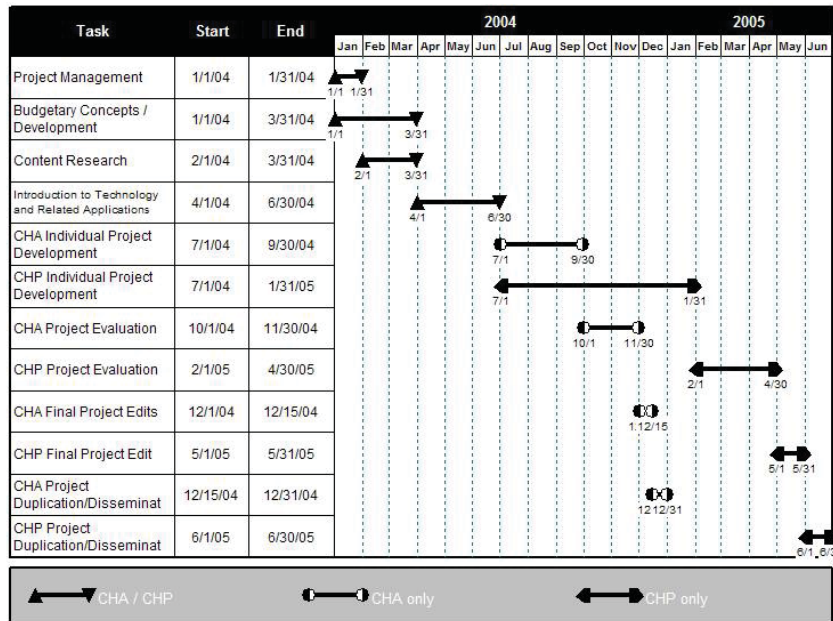 Task Start End 2004 2005
Jan Feb Mar Apr May Jun Jul Aug Sep Oct Nov Dec Jan Feb Mar Apr May Jun
Project Management 1/1/04 1/31/04
1/1 1/31
Budgetary Concepts /
Development 1/1/04 3/31/04
1/1 3/31
Content Research 2/1/04 3/31/04
2/1 3/31
Introduction to Technology
and Related Applications 4/1/04 6/30/04
4/1 6/30
CHA Individual Project
Development 7/1/04 9/30/04
7/1 9/30
CHP Individual Project
Development 7/1/04 1/31/05
7/1 1/31
CHA Project Evaluation 10/1/04 11/30/04
10/1 11/30
CHP Project Evaluation 2/1/05 4/30/05
2/1 4/30
CHA Final Project Edits 12/1/04 12/15/04
1.12/15
CHP Final Project Edit 5/1/05 5/31/05
5/1 5/31
CHA Project
Duplication/Disseminat 12/15/04 12/31/04
12 12/31
CHP Project
Duplication/Disseminat 6/1/05 6/30/05
6/1 6/3
CHA / CHP CHA only CHP only